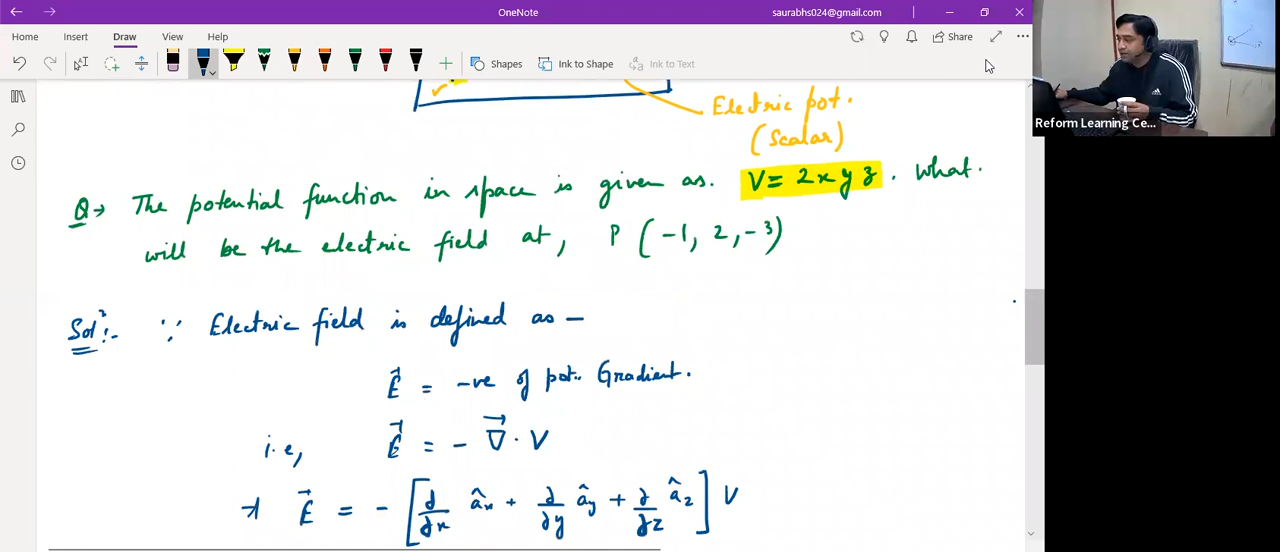 OneNote
saurabhs024@gmail.com
Home Insert Draw View Help
Share
Shapes Ink to Shape Ink to Text
Reform Learning Ce...
Electric pot.
(Scalar)
Q→ The potential function in space is given as. V = 2xyz. what.
will be the electric field at, P (-1, 2, -3)
Solⁿ:- ∵ Electric field is defined as —
E⃗ = -ve of pot.. Gradient.
i.e, E⃗ = - ∇⃗ . V
→ E⃗ = - [∂/∂x âx + ∂/∂y ây + ∂/∂z âz] V